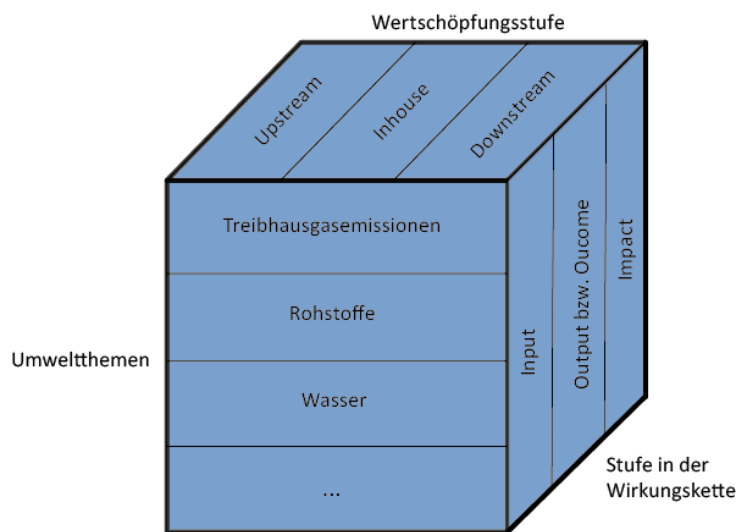 Wertschöpfungsstufe
Upstream
Inhouse
Downstream
Treibhausgasemissionen
Rohstoffe
Wasser
...
Umweltthemen
Input
Output bzw. Oucome
Impact
Stufe in der
Wirkungskette